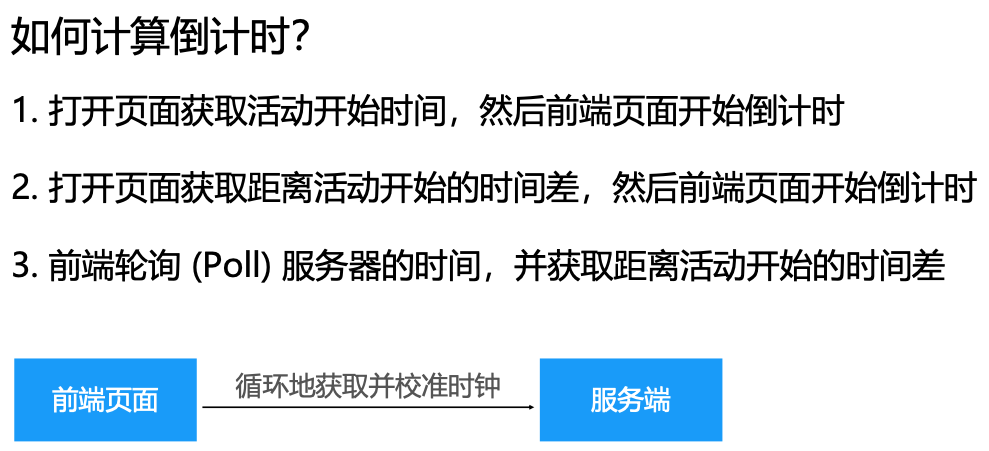 如何计算倒计时？
1. 打开页面获取活动开始时间，然后前端页面开始倒计时
2. 打开页面获取距离活动开始的时间差，然后前端页面开始倒计时
3. 前端轮询 (Poll) 服务器的时间，并获取距离活动开始的时间差
前端页面
循环地获取并校准时钟
服务端